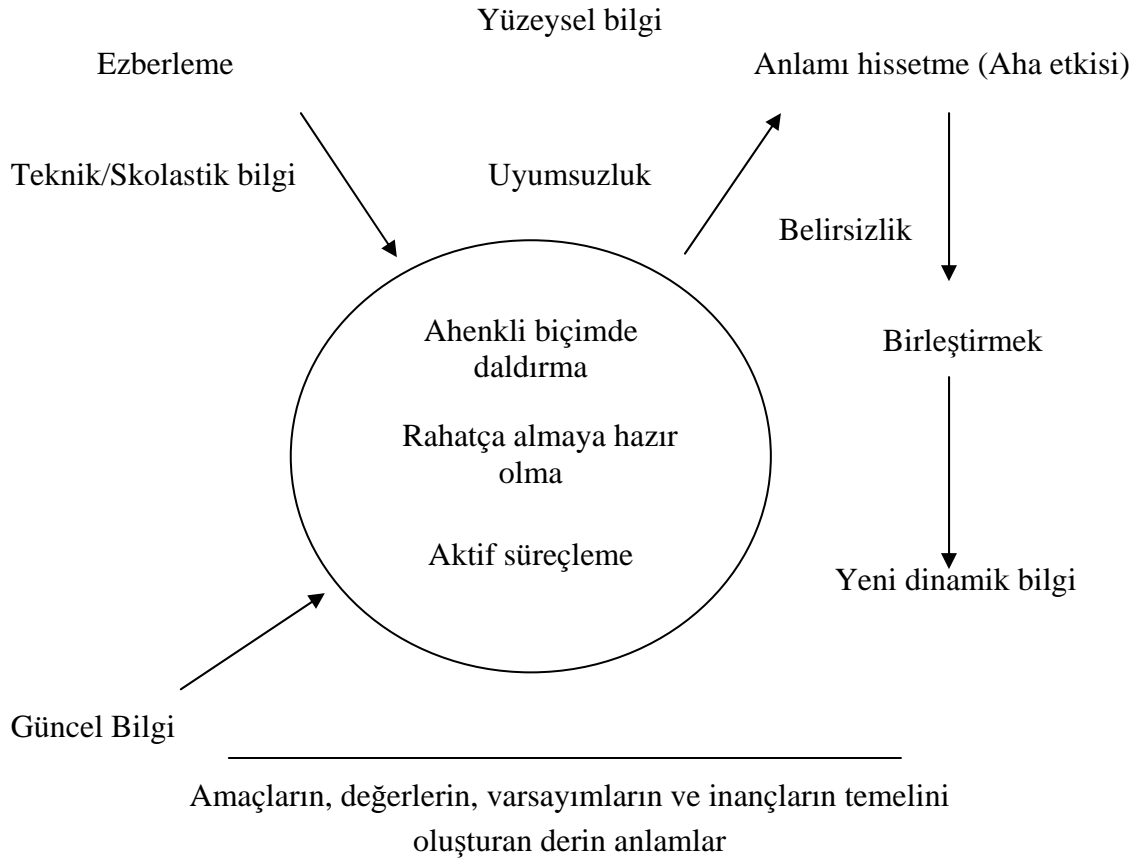 Yüzeysel bilgi
Ezberleme
Anlamı hissetme (Aha etkisi)
Teknik/Skolastik bilgi
Uyumsuzluk
Belirsizlik
Ahenkli biçimde
daldırma
Birleştirmek
Rahatça almaya hazır
olma
Aktif süreçleme
Yeni dinamik bilgi
Güncel Bilgi
Amaçların, değerlerin, varsayımların ve inançların temelini
oluşturan derin anlamlar